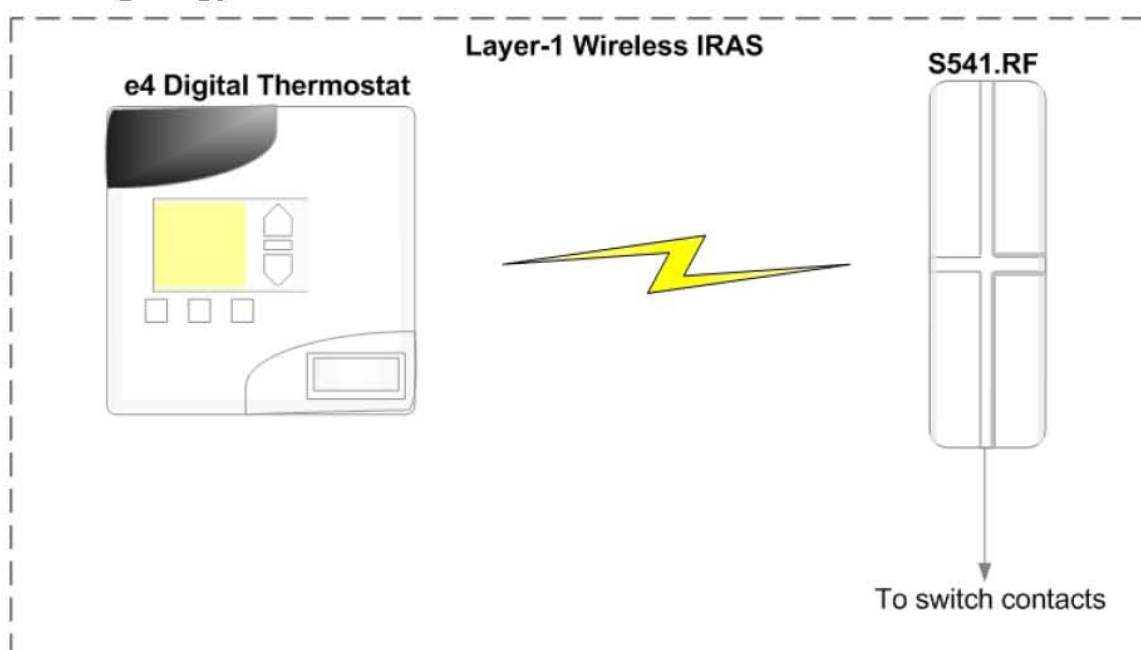 Layer-1 Wireless IRAS
S541.RF
e4 Digital Thermostat
To switch contacts